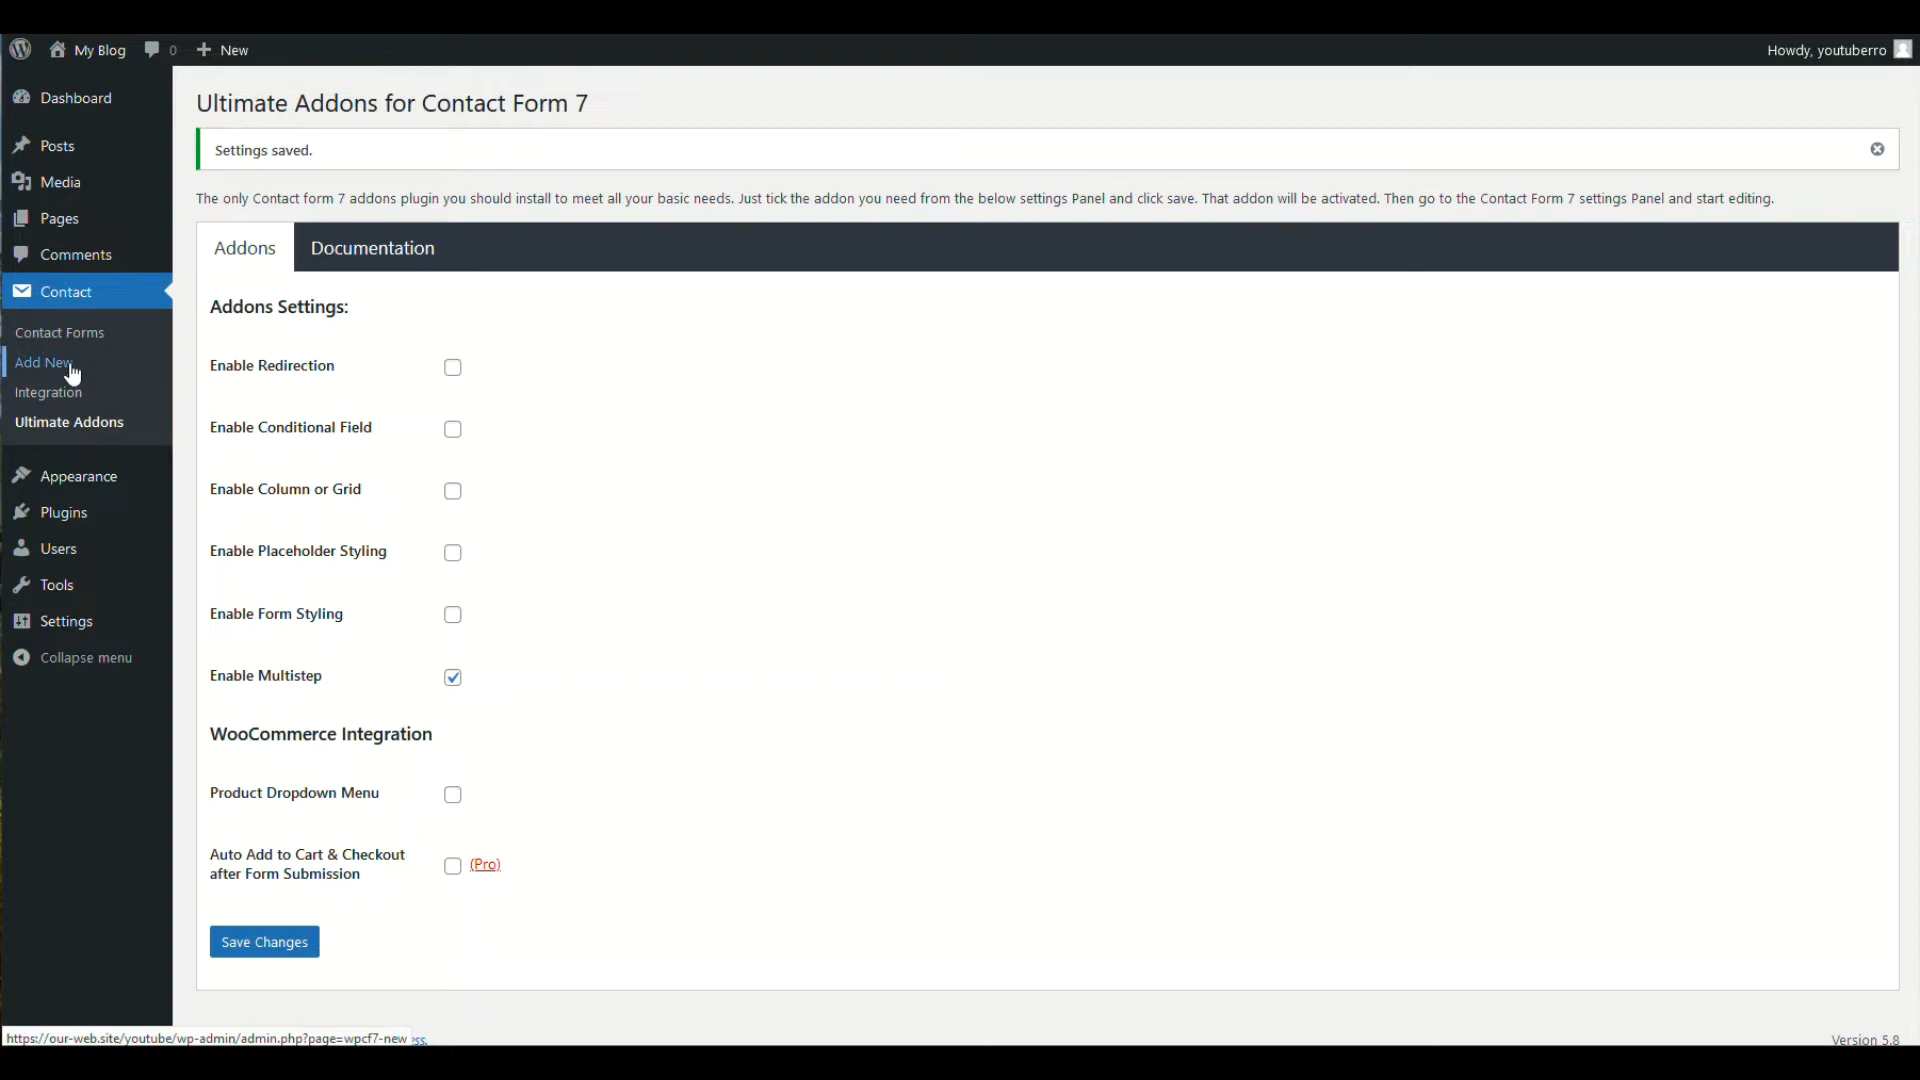 My Blog
0
New
Howdy, youtuberro
Dashboard
Posts
Media
Pages
Comments
Contact
Contact Forms
Add New
Integration
Ultimate Addons
Appearance
Plugins
Users
Tools
Settings
Collapse menu
Ultimate Addons for Contact Form 7
Settings saved.
The only Contact form 7 addons plugin you should install to meet all your basic needs. Just tick the addon you need from the below settings Panel and click save. That addon will be activated. Then go to the Contact Form 7 settings Panel and start editing.
Addons
Documentation
Addons Settings:
Enable Redirection
Enable Conditional Field
Enable Column or Grid
Enable Placeholder Styling
Enable Form Styling
Enable Multistep
WooCommerce Integration
Product Dropdown Menu
Auto Add to Cart & Checkout
after Form Submission
(Pro)
Save Changes
https://our-web.site/youtube/wp-admin/admin.php?page=wpcf7-new
Version 5.8